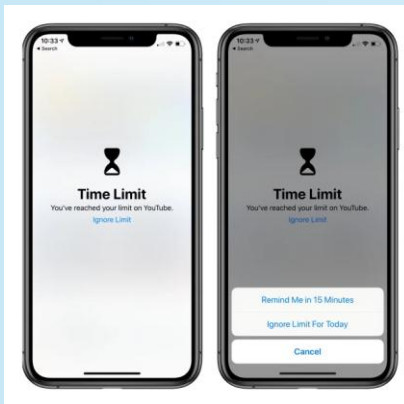 10:33
Search
Time Limit
You've reached your limit on YouTube.
Ignore Limit
10:33
Search
Time Limit
You've reached your limit on YouTube.
Ignore Limit
Remind Me in 15 Minutes
Ignore Limit For Today
Cancel